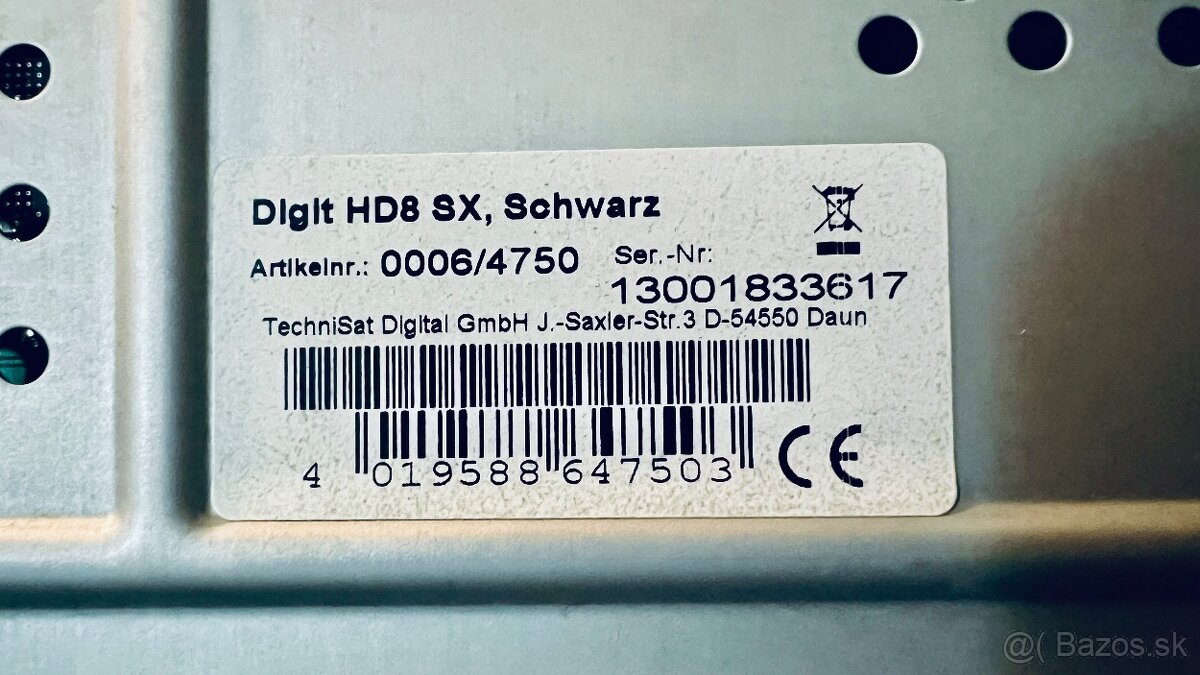 Digit HD8 SX, Schwarz
Artikelnr.: 0006/4750 Ser.-Nr:
13001833617
TechniSat Digital GmbH J.-Saxler-Str.3 D-54550 Daun
4 019588 647503
CE
@( Bazos.sk